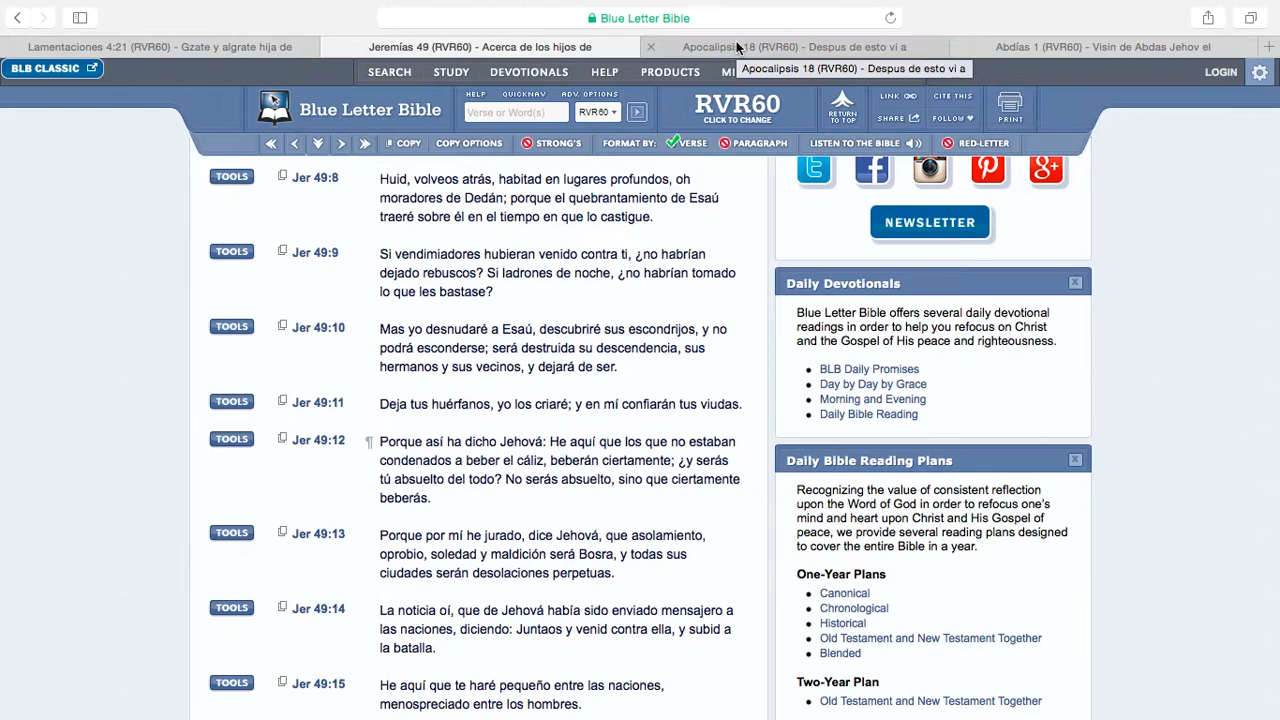 Blue Letter Bible
Lamentaciones 4:21 (RVR60) - Gzate y algrate hija de
Jeremías 49 (RVR60) - Acerca de los hijos de
Apocalipsis 18 (RVR60) - Despus de esto vi a
Abdías 1 (RVR60) - Visin de Abdas Jehov el
BLB CLASSIC
SEARCH STUDY DEVOTIONALS HELP PRODUCTS
Apocalipsis 18 (RVR60) - Despus de esto vi a
LOGIN
Blue Letter Bible
HELP QUICKNAV ADV. OPTIONS
Verse or Word(s)
RVR60
RVR60
CLICK TO CHANGE
RETURN
TO TOP
LINK CITE THIS
SHARE FOLLOW
PRINT
COPY COPY OPTIONS STRONG'S FORMAT BY: VERSE PARAGRAPH LISTEN TO THE BIBLE RED-LETTER
TOOLS Jer 49:8 Huid, volveos atrás, habitad en lugares profundos, oh
moradores de Dedán; porque el quebrantamiento de Esaú
traeré sobre él en el tiempo en que lo castigue.
TOOLS Jer 49:9 Si vendimiadores hubieran venido contra ti, ¿no habrían
dejado rebuscos? Si ladrones de noche, ¿no habrían tomado
lo que les bastase?
TOOLS Jer 49:10 Mas yo desnudaré a Esaú, descubriré sus escondrijos, y no
podrá esconderse; será destruida su descendencia, sus
hermanos y sus vecinos, y dejará de ser.
TOOLS Jer 49:11 Deja tus huérfanos, yo los criaré; y en mí confiarán tus viudas.
TOOLS Jer 49:12 ¶ Porque así ha dicho Jehová: He aquí que los que no estaban
condenados a beber el cáliz, beberán ciertamente; ¿y serás
tú absuelto del todo? No serás absuelto, sino que ciertamente
beberás.
TOOLS Jer 49:13 Porque por mí he jurado, dice Jehová, que asolamiento,
oprobio, soledad y maldición será Bosra, y todas sus
ciudades serán desolaciones perpetuas.
TOOLS Jer 49:14 La noticia oí, que de Jehová había sido enviado mensajero a
las naciones, diciendo: Juntaos y venid contra ella, y subid a
la batalla.
TOOLS Jer 49:15 He aquí que te haré pequeño entre las naciones,
menospreciado entre los hombres.
NEWSLETTER
Daily Devotionals
Blue Letter Bible offers several daily devotional
readings in order to help you refocus on Christ
and the Gospel of His peace and righteousness.
BLB Daily Promises
Day by Day by Grace
Morning and Evening
Daily Bible Reading
Daily Bible Reading Plans
Recognizing the value of consistent reflection
upon the Word of God in order to refocus one's
mind and heart upon Christ and His Gospel of
peace, we provide several reading plans designed
to cover the entire Bible in a year.
One-Year Plans
Canonical
Chronological
Historical
Old Testament and New Testament Together
Blended
Two-Year Plan
Old Testament and New Testament Together